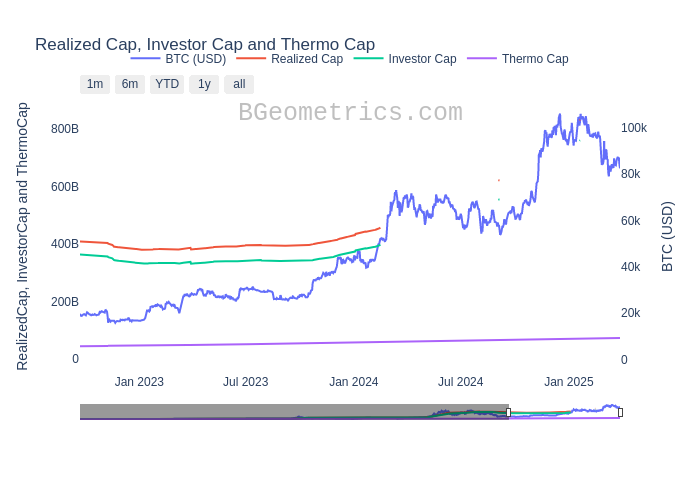 Realized Cap, Investor Cap and Thermo Cap
BTC (USD) Realized Cap Investor Cap Thermo Cap
1m 6m YTD 1y all
BGeometrics.com
RealizedCap, InvestorCap and ThermoCap
800B
600B
400B
200B
0
100k
80k
60k
40k
20k
0
BTC (USD)
Jan 2023 Jul 2023 Jan 2024 Jul 2024 Jan 2025